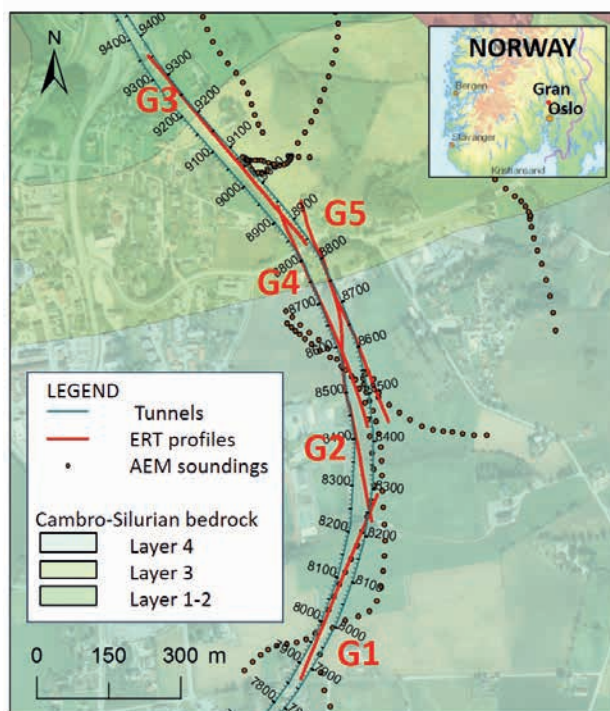 N
NORWAY
Bergen
Gran
Oslo
Stavanger
Kristiansand
9400
9400
9300
9300
G3
9200
9200
9100
9100
9000
8900
8900
G5
8800
8800
G4
8700
8700
8600
8600
8500
8500
8400
8400
G2
8300
8300
8200
8200
8100
8100
8000
8000
G1
7900
7900
7800
LEGEND
Tunnels
ERT profiles
AEM soundings
Cambro-Silurian bedrock
Layer 4
Layer 3
Layer 1-2
0 150 300 m